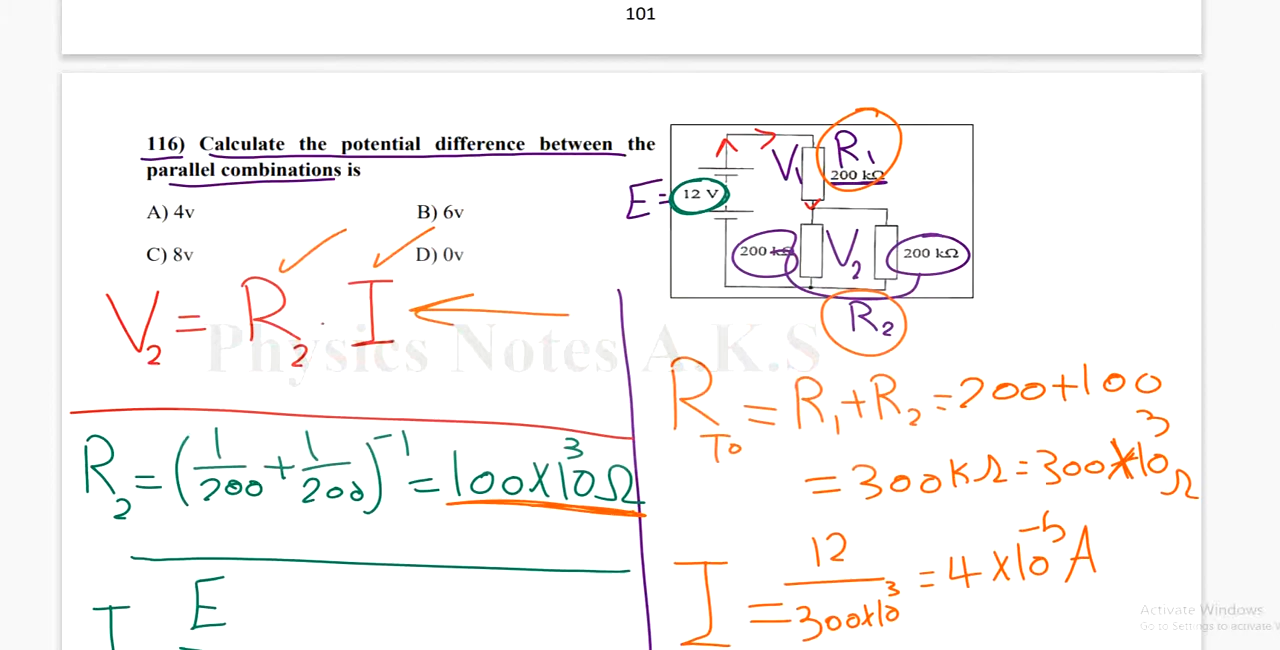 101
116) Calculate the potential difference between the
parallel combinations is
A) 4v
B) 6v
C) 8v
D) 0v
E = 12 V
V1
R1
200 kΩ
200 kΩ
V2
200 kΩ
R2
V2 = R2 . I
Physics Notes A.K.S
R2 = (1/200 + 1/200)^-1 = 100×10^3 Ω
I
E
RTo = R1 + R2 = 200+100
= 300KΩ = 300×10^3 Ω
I = 12/300×10^3 = 4×10^-5 A
Activate Windows
Go to Settings to activate W